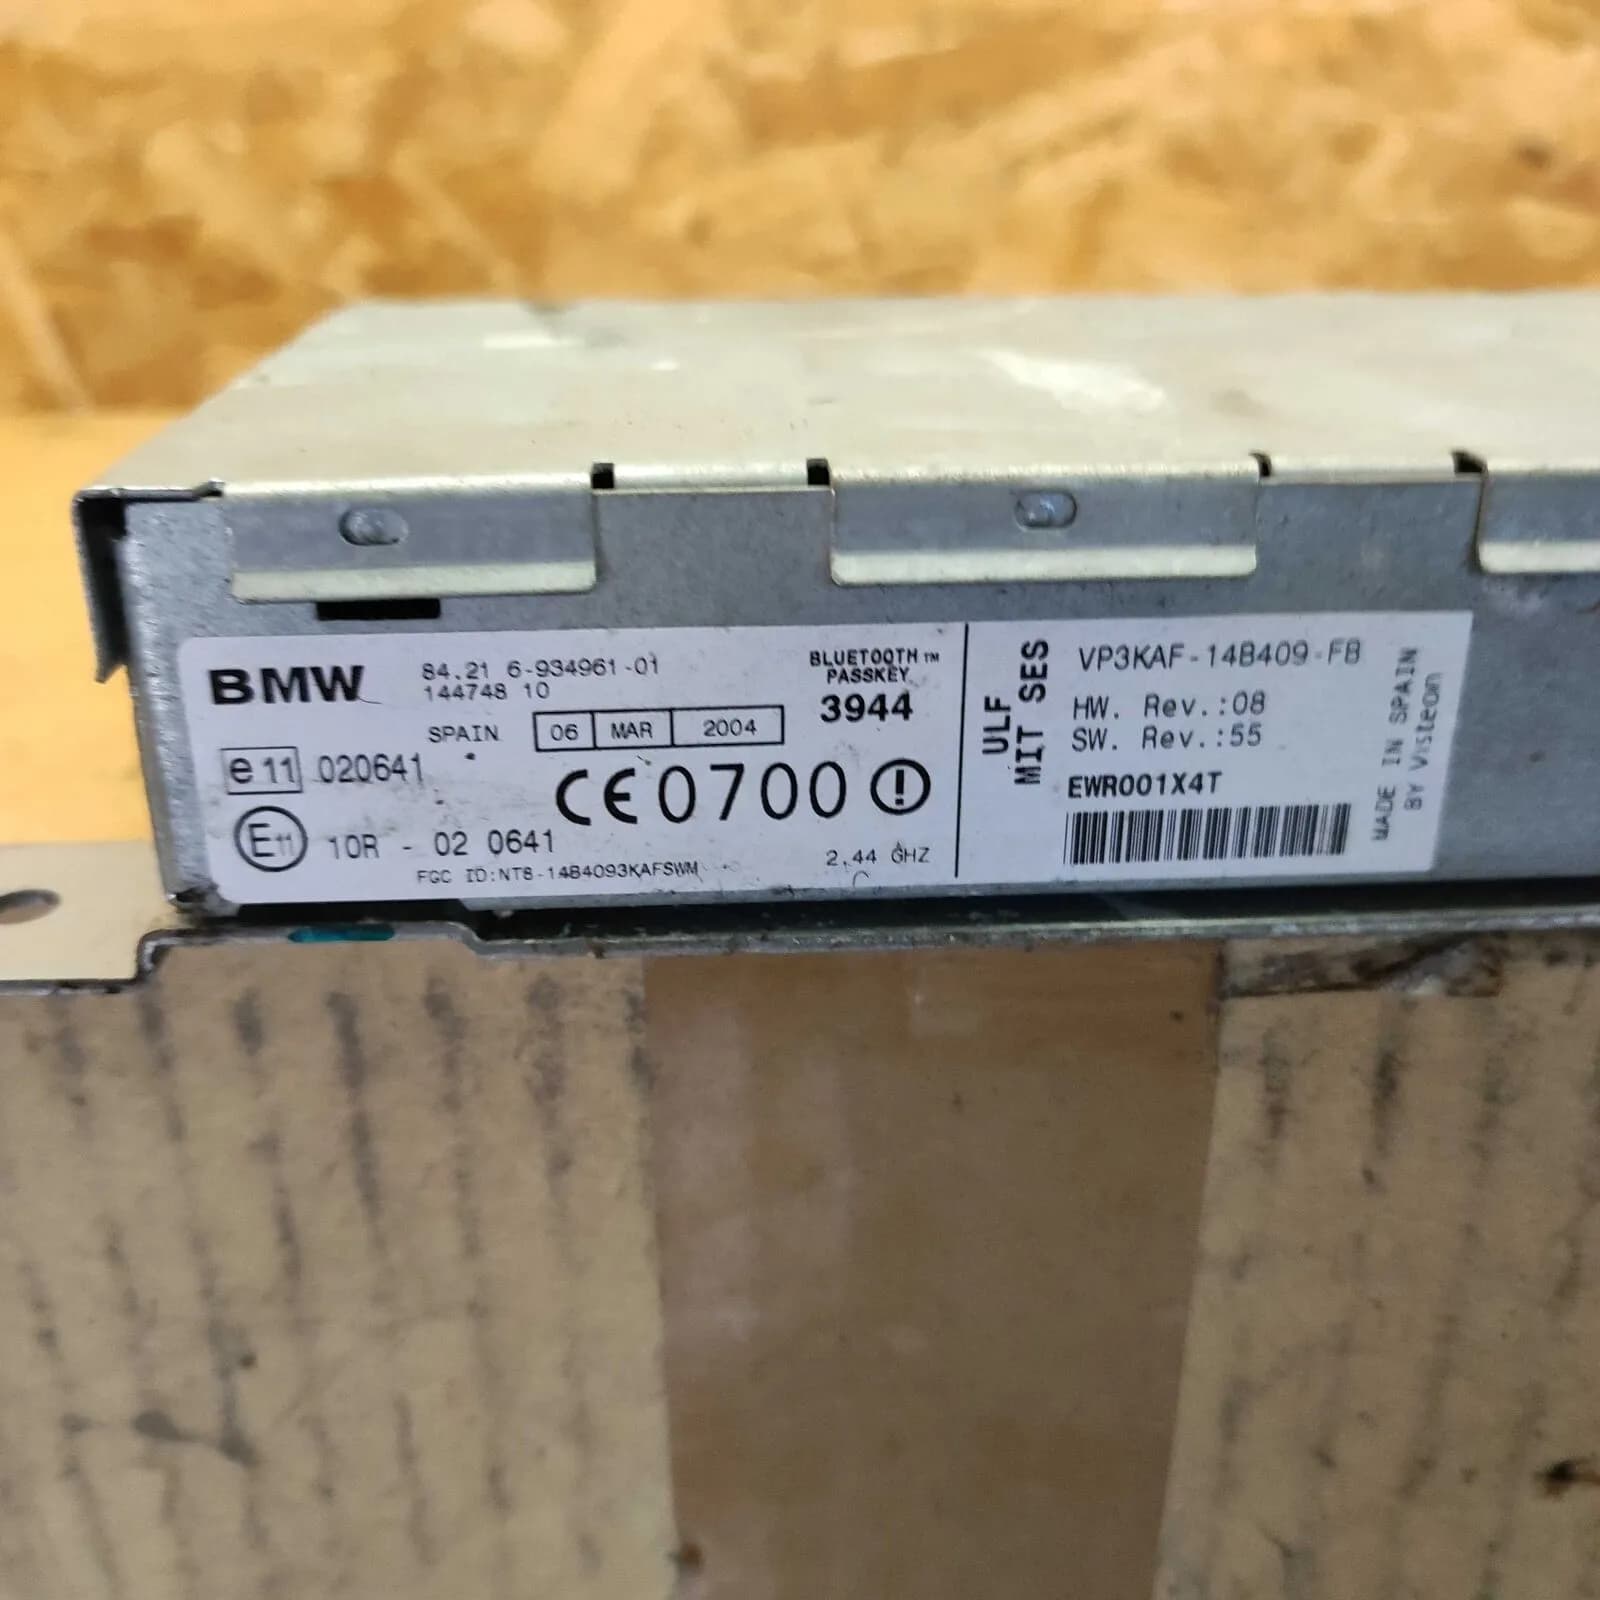 BMW
84.21 6-934961-01
144748 10
SPAIN 06 MAR 2004
BLUETOOTH™
PASSKEY
3944
e11 020641
CE0700
E11 10R - 02 0641
FCC ID:NT8-14B4093KAFSWM
2.44 GHZ
ULF
MIT SES
VP3KAF-14B409-FB
HW. Rev.:08
SW. Rev.:55
EWR001X4T
MADE IN SPAIN
BY Visteon